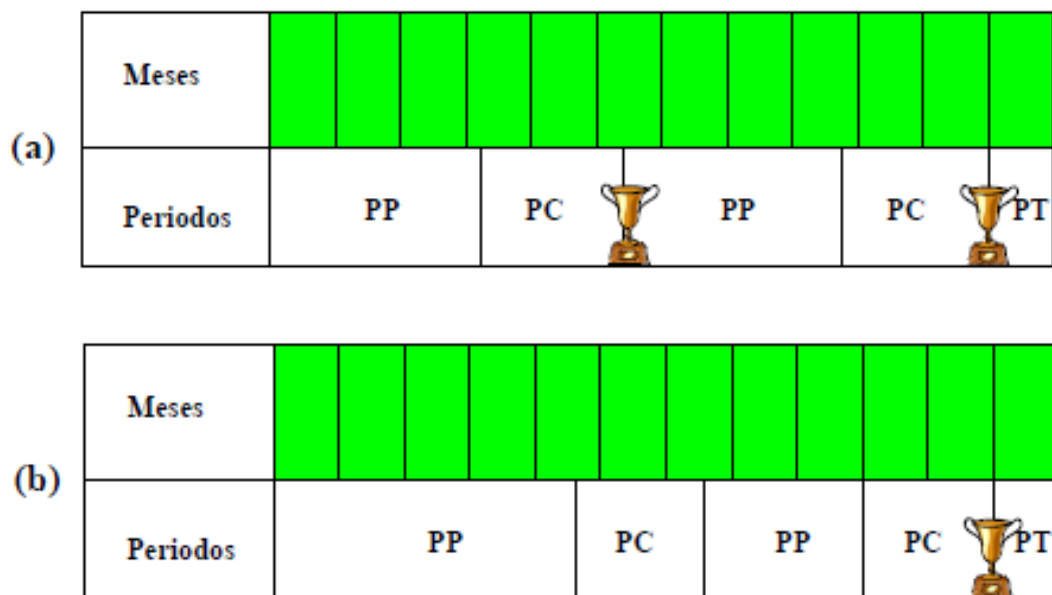 Meses
(a)
Periodos PP PC PP PC PT
Meses
(b)
Periodos PP PC PP PC PT